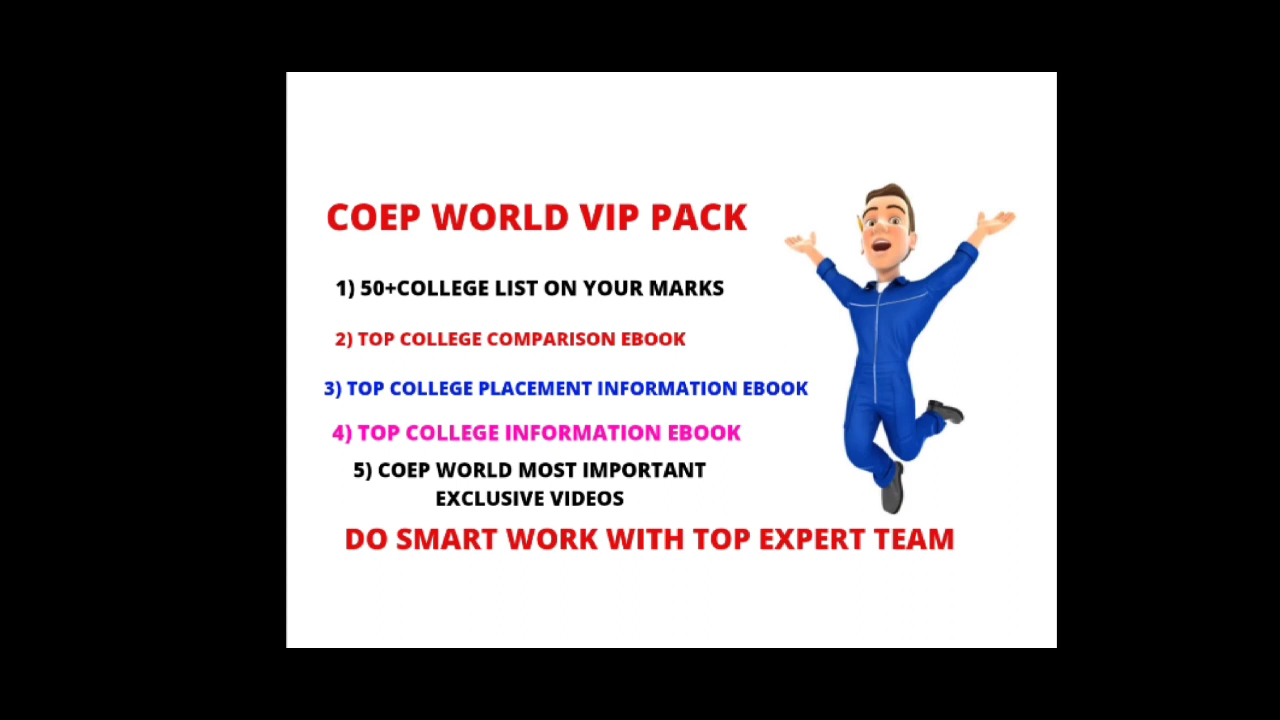 COEP WORLD VIP PACK
1) 50+COLLEGE LIST ON YOUR MARKS
2) TOP COLLEGE COMPARISON EBOOK
3) TOP COLLEGE PLACEMENT INFORMATION EBOOK
4) TOP COLLEGE INFORMATION EBOOK
5) COEP WORLD MOST IMPORTANT
EXCLUSIVE VIDEOS
DO SMART WORK WITH TOP EXPERT TEAM